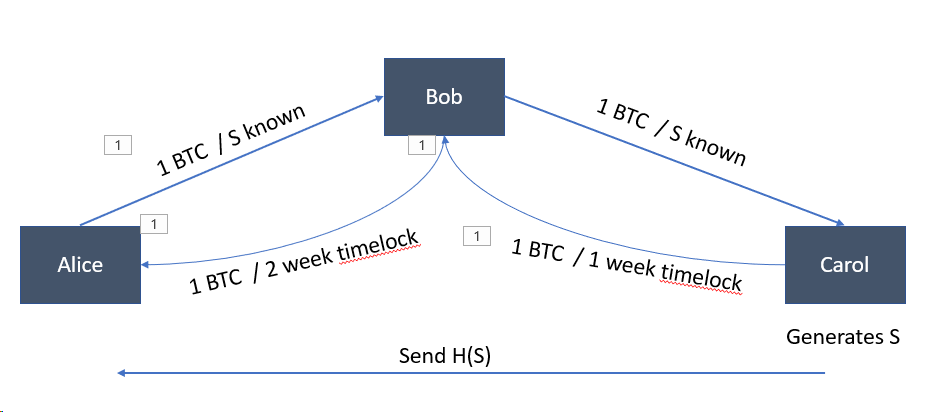 Bob
1 BTC / S known
1 BTC / S known
1
1
1
1
Alice
1 BTC / 2 week timelock
1 BTC / 1 week timelock
Carol
Generates S
Send H(S)